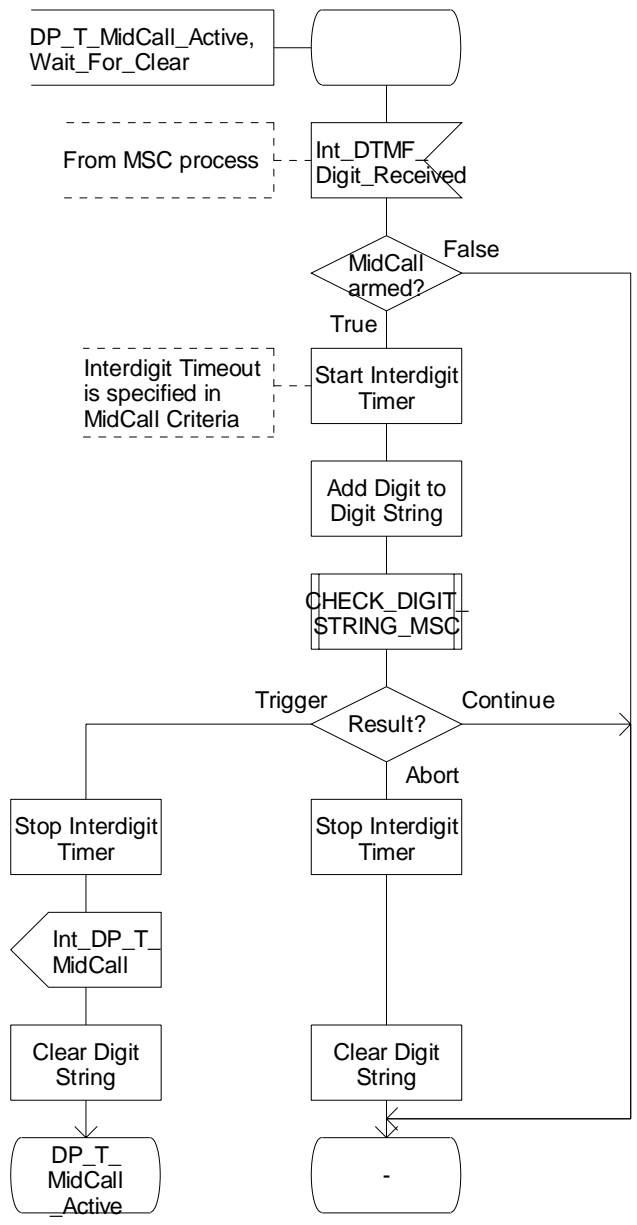 DP_T_MidCall_Active,
Wait_For_Clear
From MSC process
Int_DTMF_
Digit_Received
MidCall
armed?
False
True
Interdigit Timeout
is specified in
MidCall Criteria
Start Interdigit
Timer
Add Digit to
Digit String
CHECK_DIGIT_
STRING_MSC
Trigger
Result?
Continue
Abort
Stop Interdigit
Timer
Stop Interdigit
Timer
Int_DP_T_
MidCall
Clear Digit
String
Clear Digit
String
DP_T_
MidCall
_Active
-